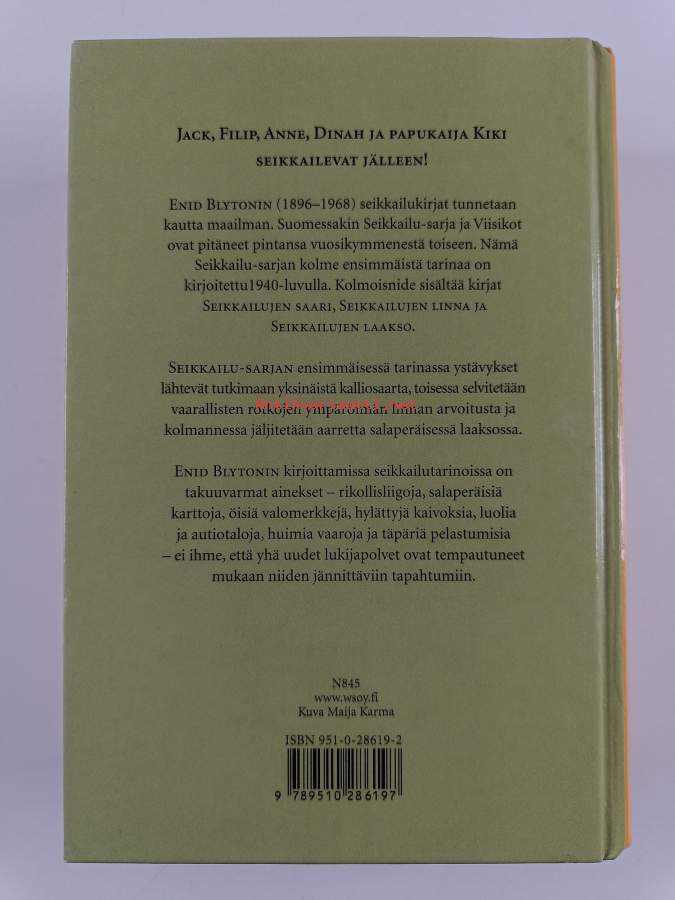 JACK, FILIP, ANNE, DINAH JA PAPUKAIJA KIKI
SEIKKAILEVAT JÄLLEEN!
ENID BLYTONIN (1896–1968) seikkailukirjat tunnetaan
kautta maailman. Suomessakin Seikkailu-sarja ja Viisikot
ovat pitäneet pintansa vuosikymmenestä toiseen. Nämä
Seikkailu-sarjan kolme ensimmäistä tarinaa on
kirjoitettu1940-luvulla. Kolmoisnide sisältää kirjat
SEIKKAILUJEN SAARI, SEIKKAILUJEN LINNA JA
SEIKKAILUJEN LAAKSO.
SEIKKAILU-SARJAN ensimmäisessä tarinassa ystävykset
lähtevät tutkimaan yksinäistä kalliosaarta, toisessa selvitetään
vaarallisten rotkojen ympäröimän linnan arvoitusta ja
kolmannessa jäljitetään aarretta salaperäisessä laaksossa.
ENID BLYTONIN kirjoittamissa seikkailutarinoissa on
takuuvarmat ainekset – rikollisliigoja, salaperäisiä
karttoja, öisiä valomerkkejä, hylättyjä kaivoksia, luolia
ja autiotaloja, huimia vaaroja ja täpäriä pelastumisia
– ei ihme, että yhä uudet lukijapolvet ovat tempautuneet
mukaan niiden jännittäviin tapahtumiin.
N845
www.wsoy.fi
Kuva Maija Karma
ISBN 951-0-28619-2
9 789510 286197